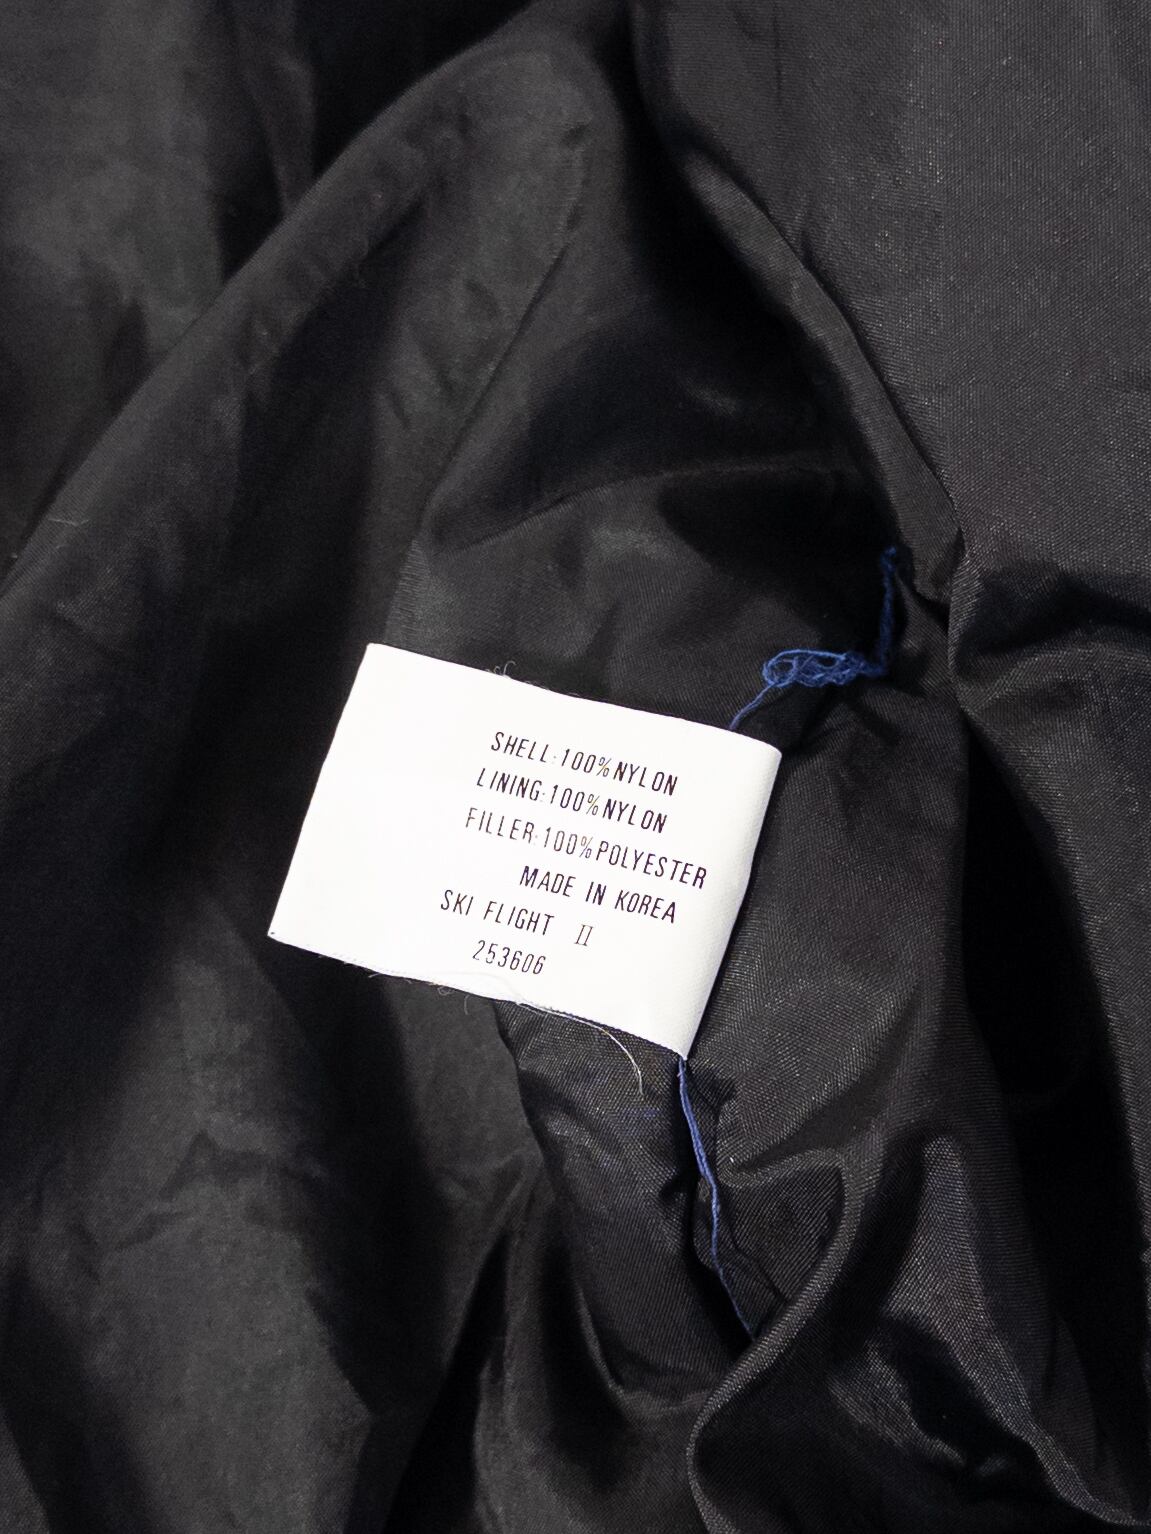 SHELL:100%NYLON
LINING:100%NYLON
FILLER:100%POLYESTER
MADE IN KOREA
SKI FLIGHT II
253606